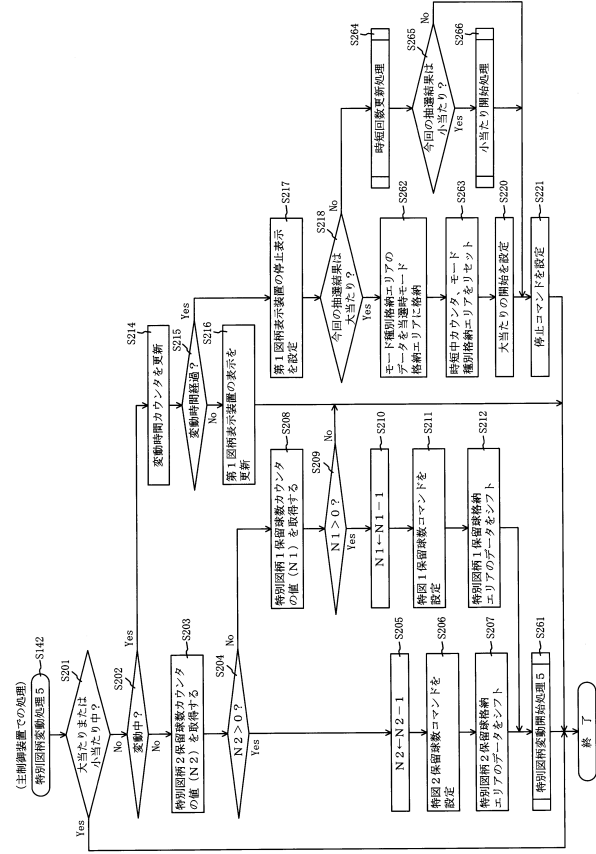 (主制御装置での処理)
特別図柄変動処理５
S142
S201
大当たりまたは
小当たり中？
Yes
No
S202
変動中？
Yes
No
S203
特別図柄２保留球数カウンタ
の値（Ｎ２）を取得する
S204
Ｎ２＞０？
No
Yes
S205
Ｎ２←Ｎ２－１
S206
特図２保留球数コマンドを
設定
S207
特別図柄２保留球格納
エリアのデータをシフト
S261
特別図柄変動開始処理５
終了
S208
特別図柄１保留球数カウンタ
の値（Ｎ１）を取得する
S209
Ｎ１＞０？
No
Yes
S210
Ｎ１←Ｎ１－１
S211
特図１保留球数コマンドを
設定
S212
特別図柄１保留球格納
エリアのデータをシフト
S214
変動時間カウンタを更新
S215
変動時間経過？
Yes
No
S216
第１図柄表示装置の表示を
更新
S217
第１図柄表示装置の停止表示
を設定
S218
今回の抽選結果は
大当たり？
No
Yes
S262
モード種別格納エリアの
データを当選時モード
格納エリアに格納
S263
時短中カウンタ、モード
種別格納エリアをリセット
S220
大当たりの開始を設定
S221
停止コマンドを設定
S264
時短回数更新処理
S265
今回の抽選結果は
小当たり？
No
Yes
S266
小当たり開始処理